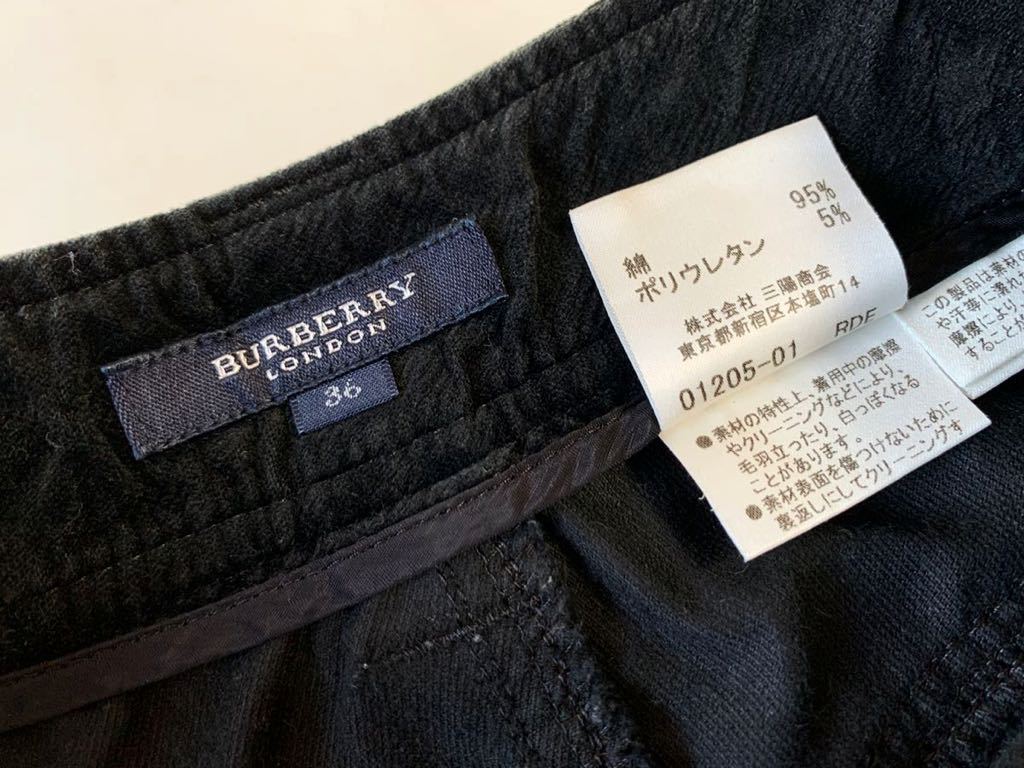 BURBERRY
LONDON
36
綿 95%
ポリウレタン 5%
株式会社 三陽商会
東京都新宿区本塩町14
01205-01 RDF
●素材の特性上、着用中の摩擦
やクリーニングなどにより、
毛羽立ったり、白っぽくなる
ことがあります。
●素材表面を傷つけないために
裏返しにしてクリーニングす
この製品は素材の
や汗等に濡れ
摩擦により、
することが